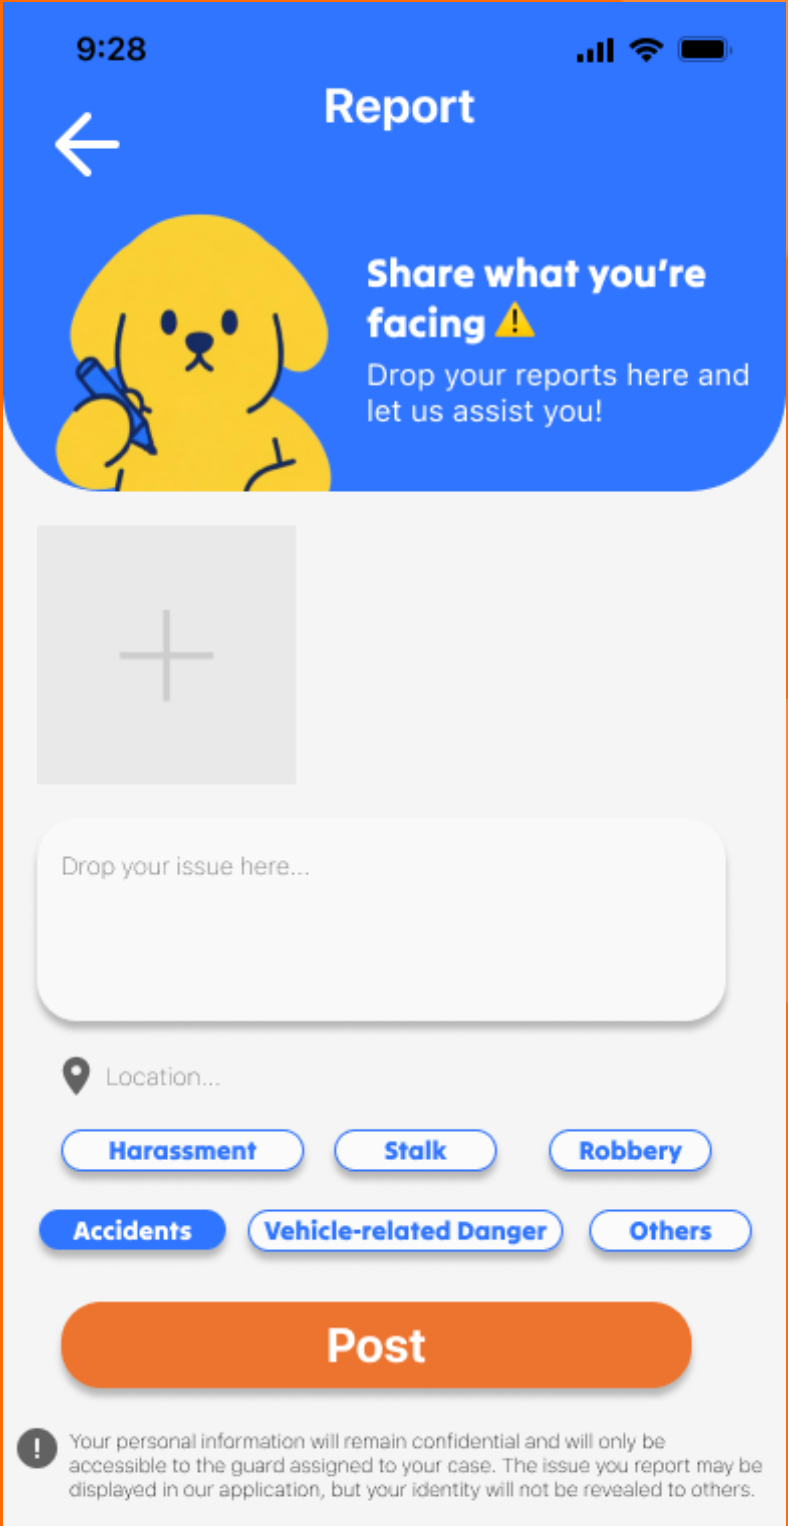 9:28
Report
Share what you're
facing ⚠️
Drop your reports here and
let us assist you!
Drop your issue here...
Location...
Harassment Stalk Robbery
Accidents Vehicle-related Danger Others
Post
Your personal information will remain confidential and will only be
accessible to the guard assigned to your case. The issue you report may be
displayed in our application, but your identity will not be revealed to others.